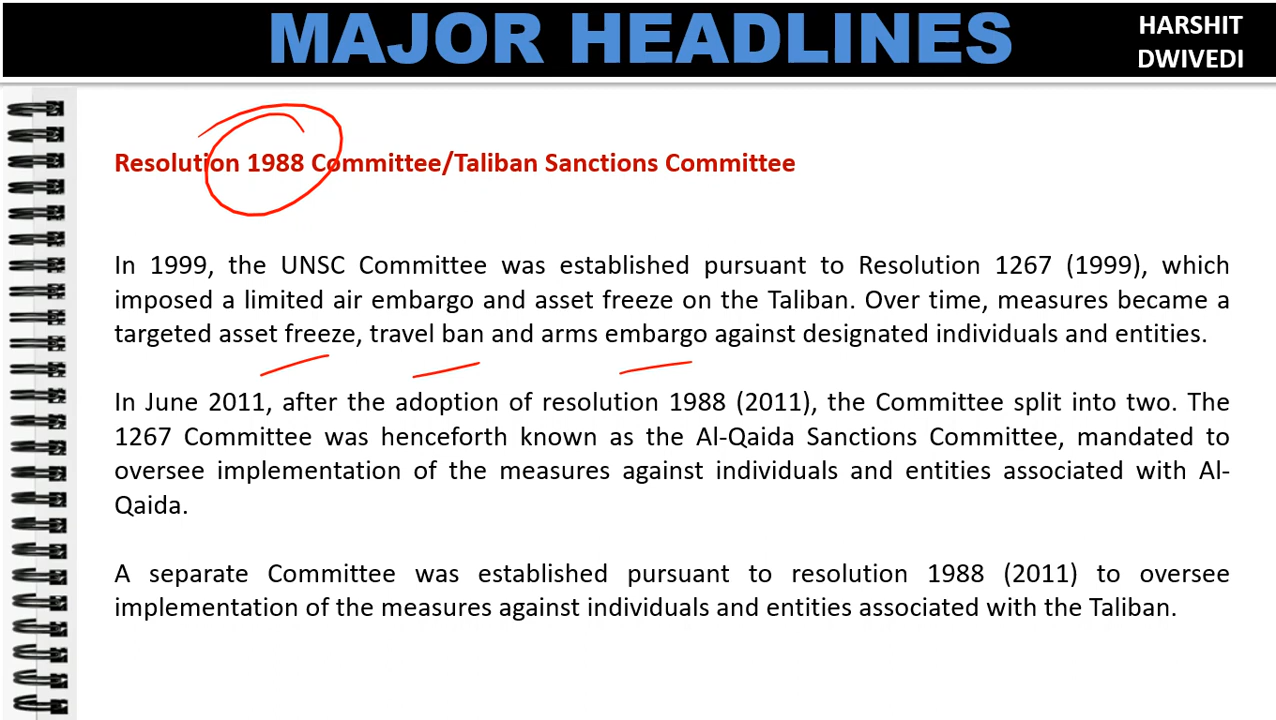 MAJOR HEADLINES
HARSHIT
DWIVEDI
Resolution 1988 Committee/Taliban Sanctions Committee
In 1999, the UNSC Committee was established pursuant to Resolution 1267 (1999), which
imposed a limited air embargo and asset freeze on the Taliban. Over time, measures became a
targeted asset freeze, travel ban and arms embargo against designated individuals and entities.
In June 2011, after the adoption of resolution 1988 (2011), the Committee split into two. The
1267 Committee was henceforth known as the Al-Qaida Sanctions Committee, mandated to
oversee implementation of the measures against individuals and entities associated with Al-
Qaida.
A separate Committee was established pursuant to resolution 1988 (2011) to oversee
implementation of the measures against individuals and entities associated with the Taliban.